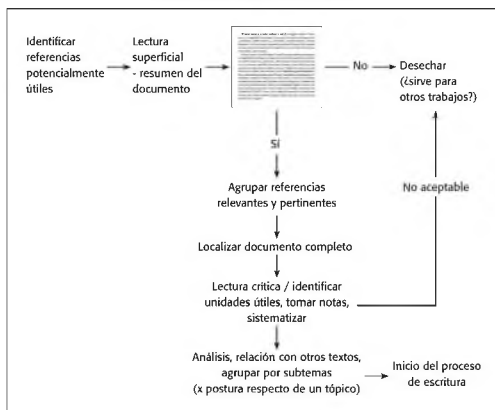 Identificar
referencias
potencialmente
útiles
Lectura
superficial
- resumen del
documento
No
Desechar
(¿sirve para
otros trabajos?)
Sí
Agrupar referencias
relevantes y pertinentes
No aceptable
Localizar documento completo
Lectura crítica / identificar
unidades útiles, tomar notas,
sistematizar
Análisis, relación con otros textos,
agrupar por subtemas
(x postura respecto de un tópico)
Inicio del proceso
de escritura